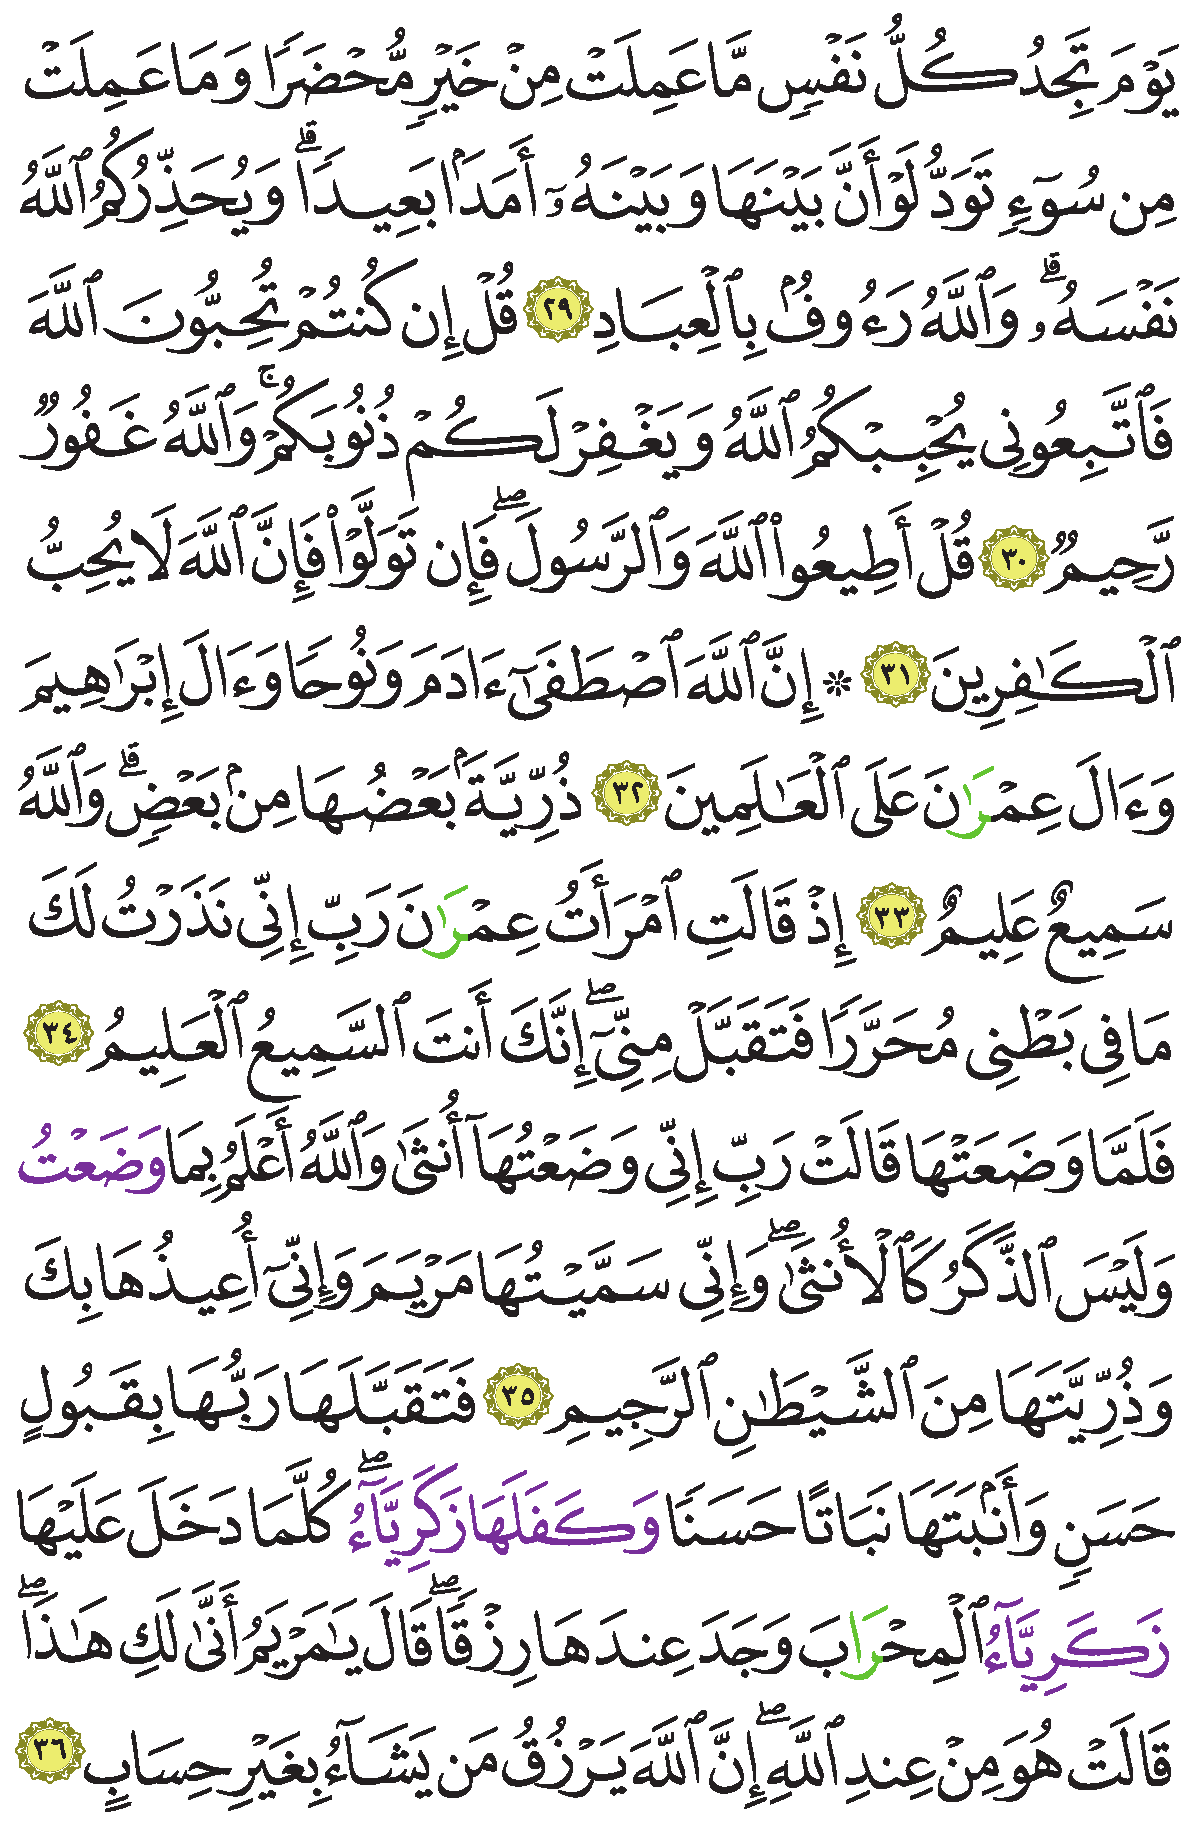 يَوۡمَ تَجِدُ كُلُّ نَفۡسٖ مَّا عَمِلَتۡ مِنۡ خَيۡرٖ مُّحۡضَرٗا وَمَا عَمِلَتۡ
مِن سُوٓءٖ تَوَدُّ لَوۡ أَنَّ بَيۡنَهَا وَبَيۡنَهُۥٓ أَمَدَۢا بَعِيدٗاۗ وَيُحَذِّرُكُمُ ٱللَّهُ
نَفۡسَهُۥۗ وَٱللَّهُ رَءُوفُۢ بِٱلۡعِبَادِ ٢٩ قُلۡ إِن كُنتُمۡ تُحِبُّونَ ٱللَّهَ
فَٱتَّبِعُونِي يُحۡبِبۡكُمُ ٱللَّهُ وَيَغۡفِرۡ لَكُمۡ ذُنُوبَكُمۡۚ وَٱللَّهُ غَفُورٞ
رَّحِيمٞ ٣٠ قُلۡ أَطِيعُواْ ٱللَّهَ وَٱلرَّسُولَۖ فَإِن تَوَلَّوۡاْ فَإِنَّ ٱللَّهَ لَا يُحِبُّ
ٱلۡكَٰفِرِينَ ٣١ ۞ إِنَّ ٱللَّهَ ٱصۡطَفَىٰٓ ءَادَمَ وَنُوحٗا وَءَالَ إِبۡرَٰهِيمَ
وَءَالَ عِمۡرَٰنَ عَلَى ٱلۡعَٰلَمِينَ ٣٢ ذُرِّيَّةَۢ بَعۡضُهَا مِنۢ بَعۡضٖۗ وَٱللَّهُ
سَمِيعٌ عَلِيمٌ ٣٣ إِذۡ قَالَتِ ٱمۡرَأَتُ عِمۡرَٰنَ رَبِّ إِنِّي نَذَرۡتُ لَكَ
مَا فِي بَطۡنِي مُحَرَّرٗا فَتَقَبَّلۡ مِنِّيٓۖ إِنَّكَ أَنتَ ٱلسَّمِيعُ ٱلۡعَلِيمُ ٣٤
فَلَمَّا وَضَعَتۡهَا قَالَتۡ رَبِّ إِنِّي وَضَعۡتُهَآ أُنثَىٰ وَٱللَّهُ أَعۡلَمُ بِمَا وَضَعۡتُ
وَلَيۡسَ ٱلذَّكَرُ كَٱلۡأُنثَىٰۖ وَإِنِّي سَمَّيۡتُهَا مَرۡيَمَ وَإِنِّيٓ أُعِيذُهَا بِكَ
وَذُرِّيَّتَهَا مِنَ ٱلشَّيۡطَٰنِ ٱلرَّجِيمِ ٣٥ فَتَقَبَّلَهَا رَبُّهَا بِقَبُولٍ
حَسَنٖ وَأَنۢبَتَهَا نَبَاتًا حَسَنٗا وَكَفَلَهَا زَكَرِيَّآءُۖ كُلَّمَا دَخَلَ عَلَيۡهَا
زَكَرِيَّآءُ ٱلۡمِحۡرَابَ وَجَدَ عِندَهَا رِزۡقٗاۖ قَالَ يَٰمَرۡيَمُ أَنَّىٰ لَكِ هَٰذَاۖ
قَالَتۡ هُوَ مِنۡ عِندِ ٱللَّهِۖ إِنَّ ٱللَّهَ يَرۡزُقُ مَن يَشَآءُ بِغَيۡرِ حِسَابٍ ٣٦